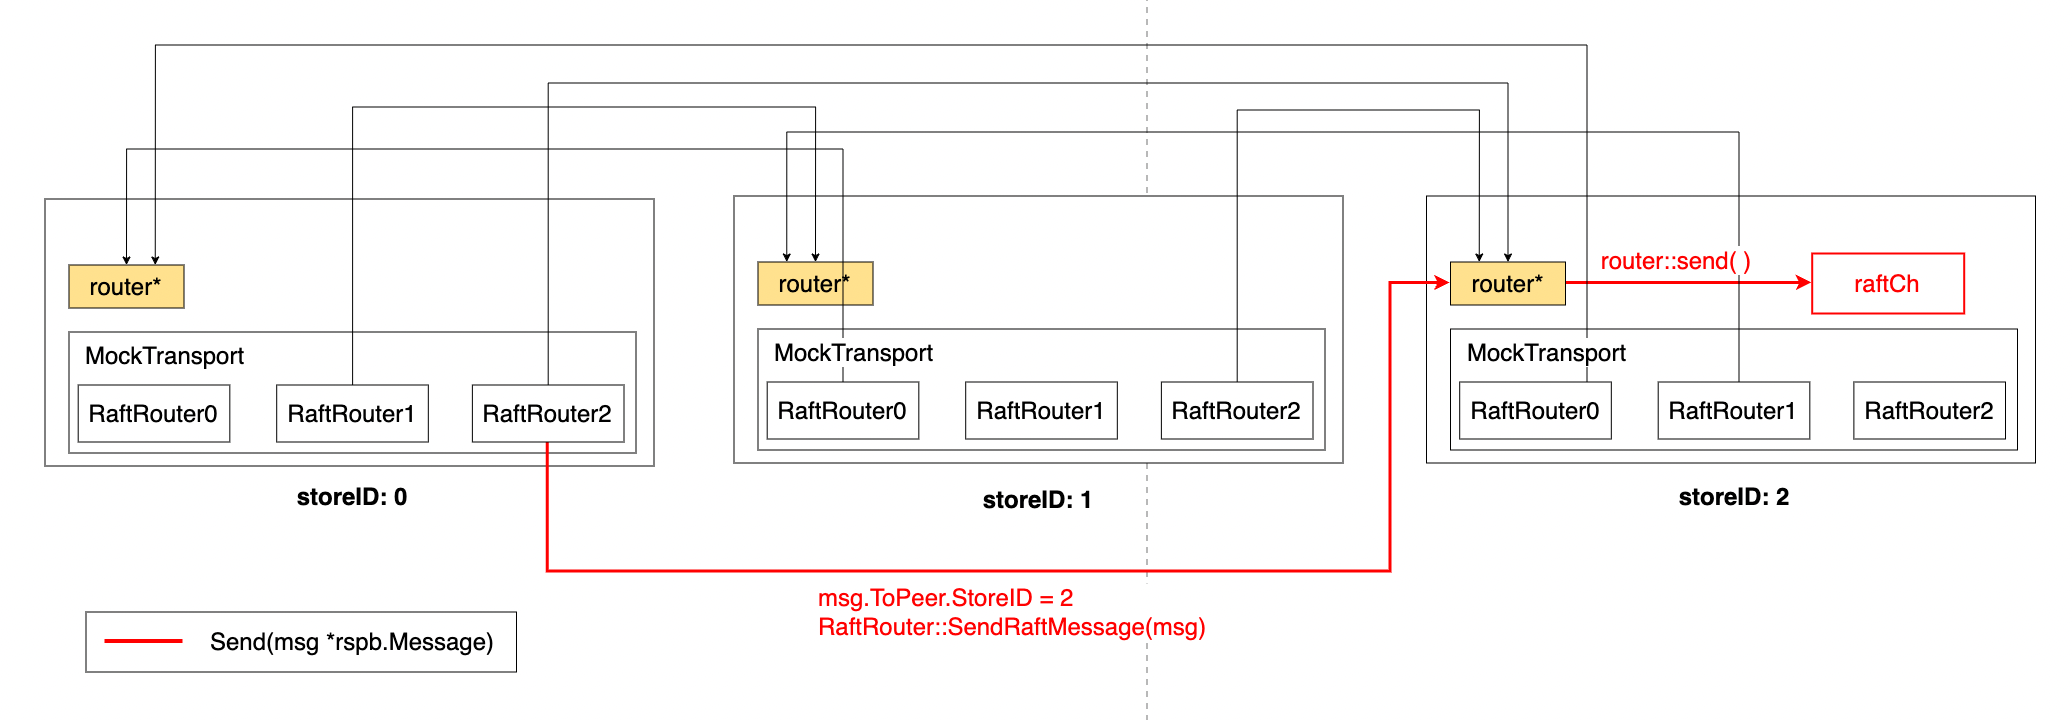 router*
MockTransport
RaftRouter0
RaftRouter1
RaftRouter2
storeID: 0
router*
MockTransport
RaftRouter0
RaftRouter1
RaftRouter2
storeID: 1
router*
router::send( )
raftCh
MockTransport
RaftRouter0
RaftRouter1
RaftRouter2
storeID: 2
msg.ToPeer.StoreID = 2
RaftRouter::SendRaftMessage(msg)
Send(msg *rspb.Message)